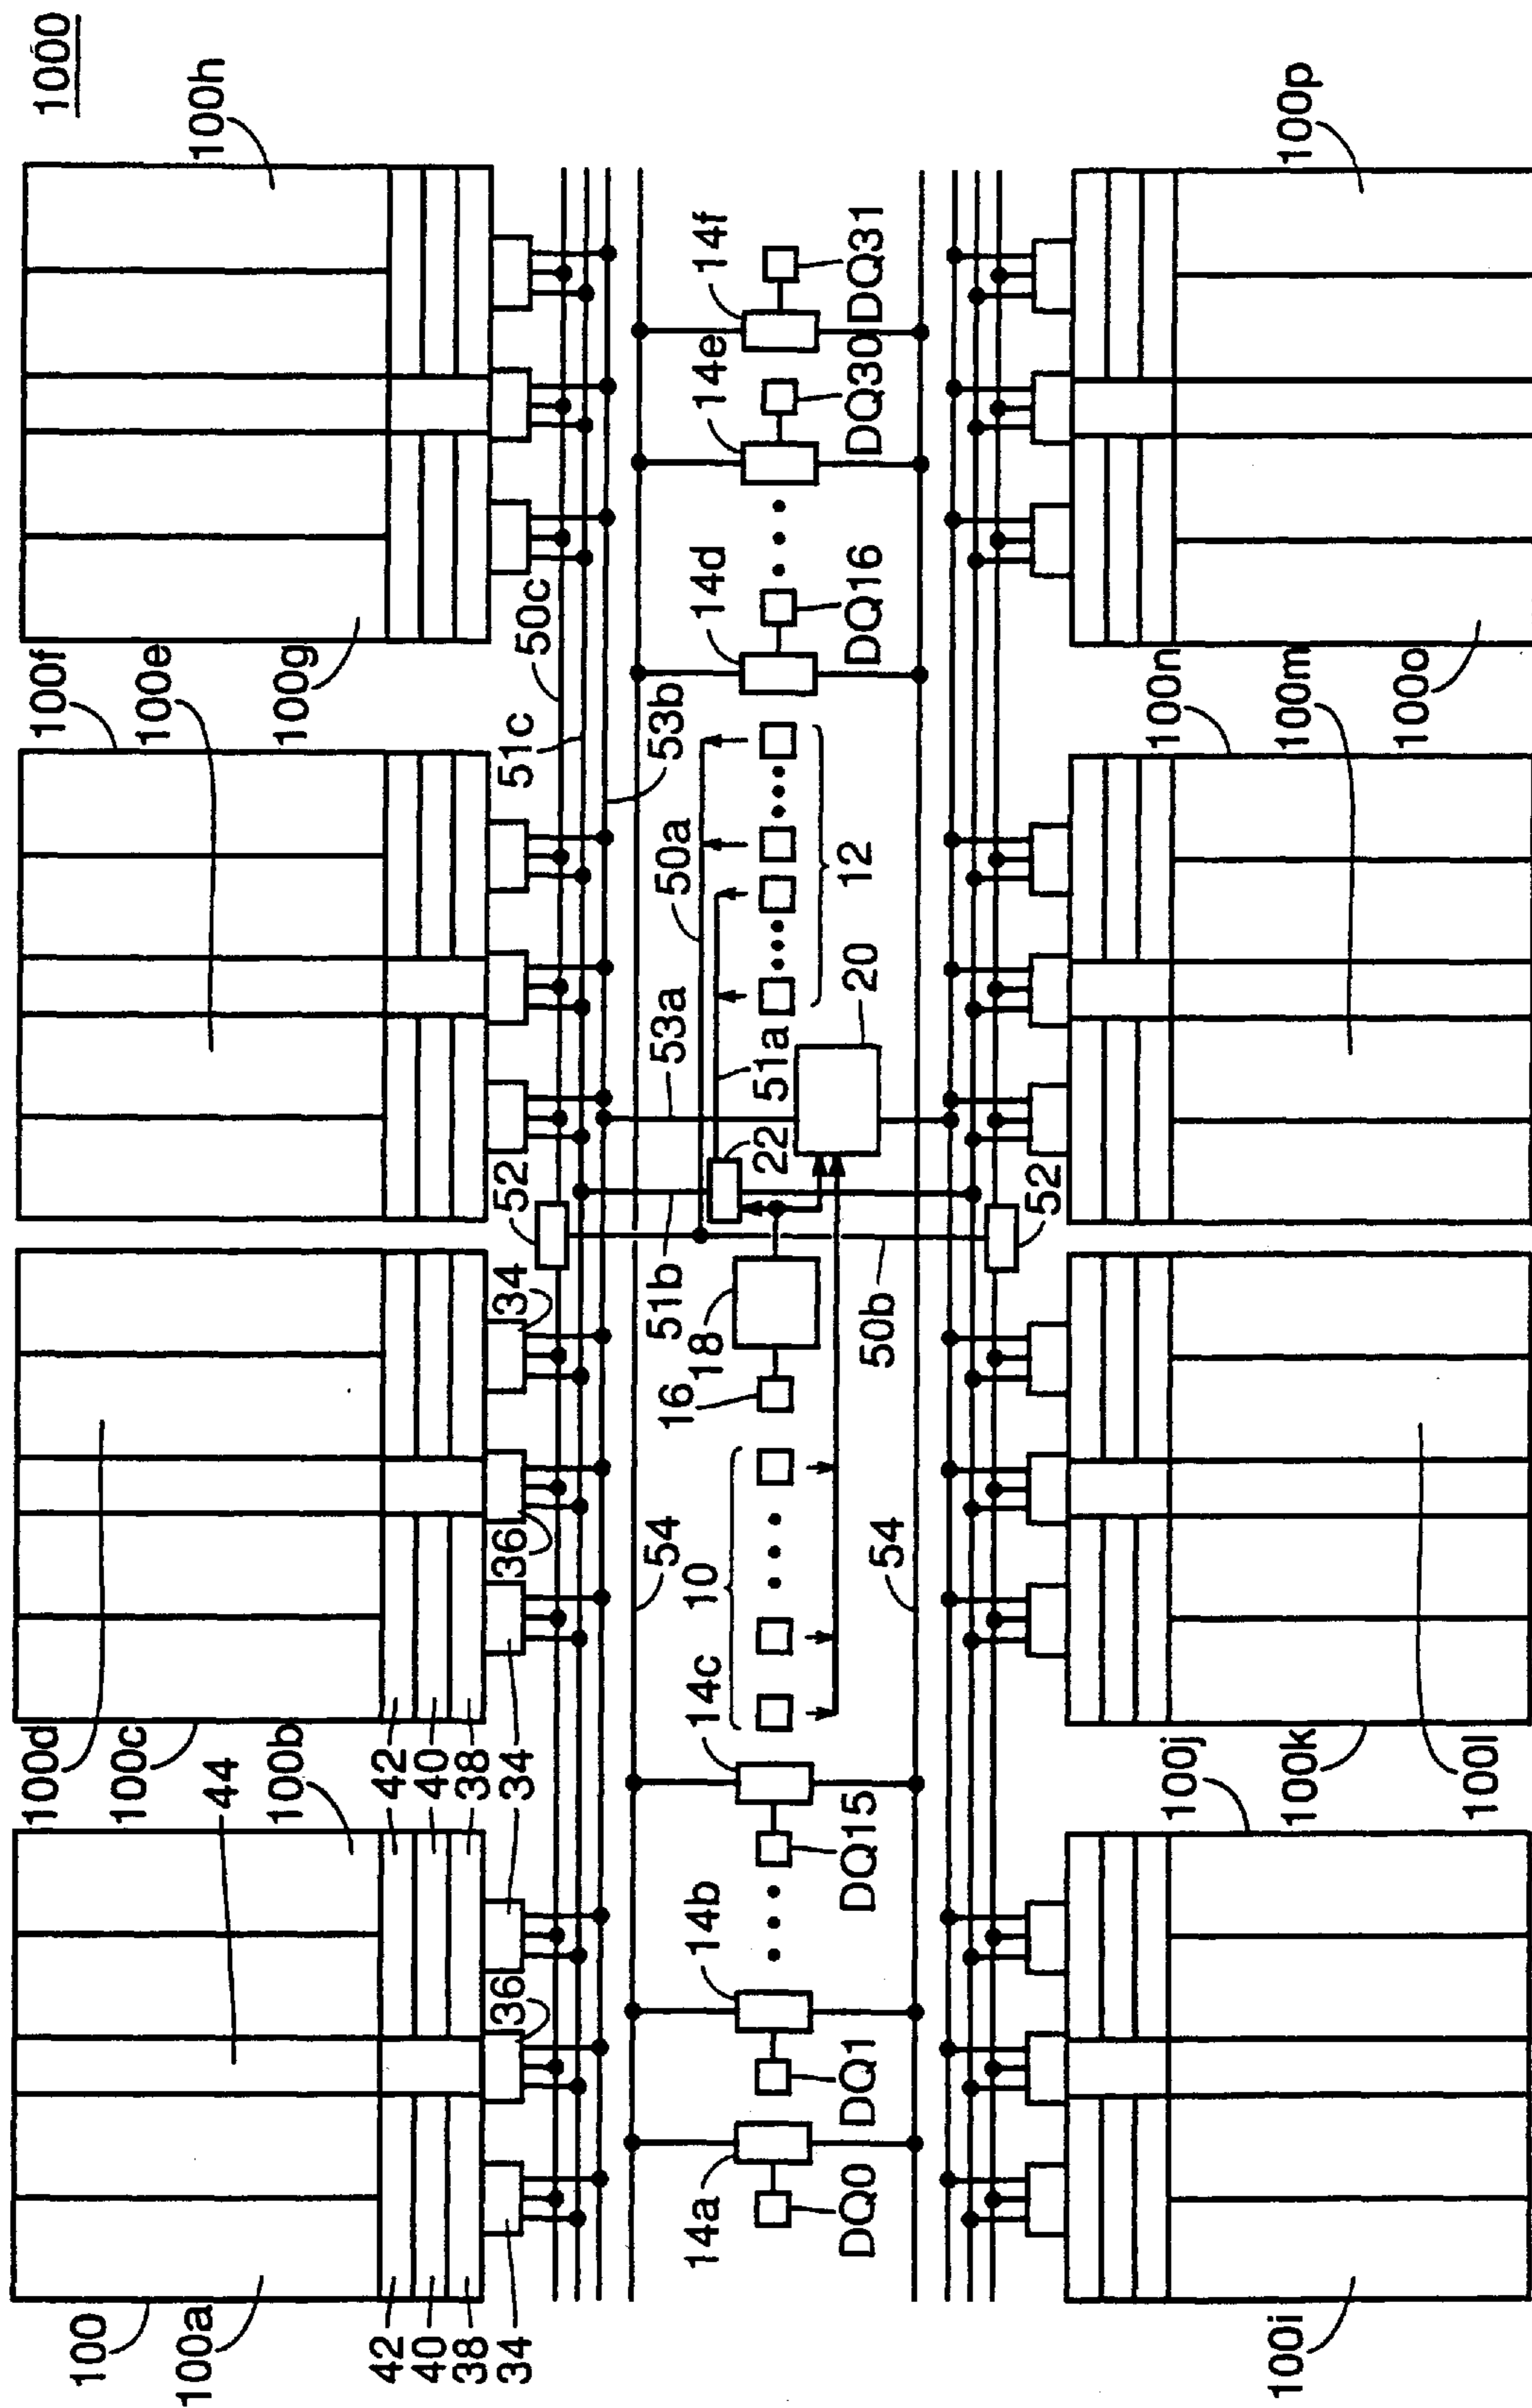 1000
100d
100f
100
100c
100e
100h
100a
44
100b
100g
42
42
40
40
38
38
34
36
34
36
34
52
51c
50c
54
51b
53a
50a
53b
14a
14b
14c
10
16
18
22
51a
14d
14e
14f
DQ0
DQ1
DQ15
54
50b
20
12
DQ16
DQ30
DQ31
52
100j
100n
100i
100k
100m
100p
100l
100o